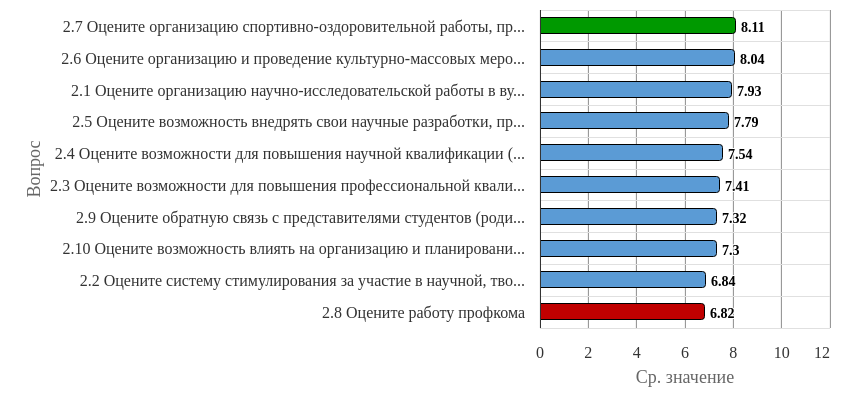 2.7 Оцените организацию спортивно-оздоровительной работы, пр... 8.11
2.6 Оцените организацию и проведение культурно-массовых меро... 8.04
2.1 Оцените организацию научно-исследовательской работы в ву... 7.93
2.5 Оцените возможность внедрять свои научные разработки, пр... 7.79
2.4 Оцените возможности для повышения научной квалификации (... 7.54
2.3 Оцените возможности для повышения профессиональной квали... 7.41
2.9 Оцените обратную связь с представителями студентов (роди... 7.32
2.10 Оцените возможность влиять на организацию и планировани... 7.3
2.2 Оцените систему стимулирования за участие в научной, тво... 6.84
2.8 Оцените работу профкома 6.82
Вопрос
0 2 4 6 8 10 12
Ср. значение